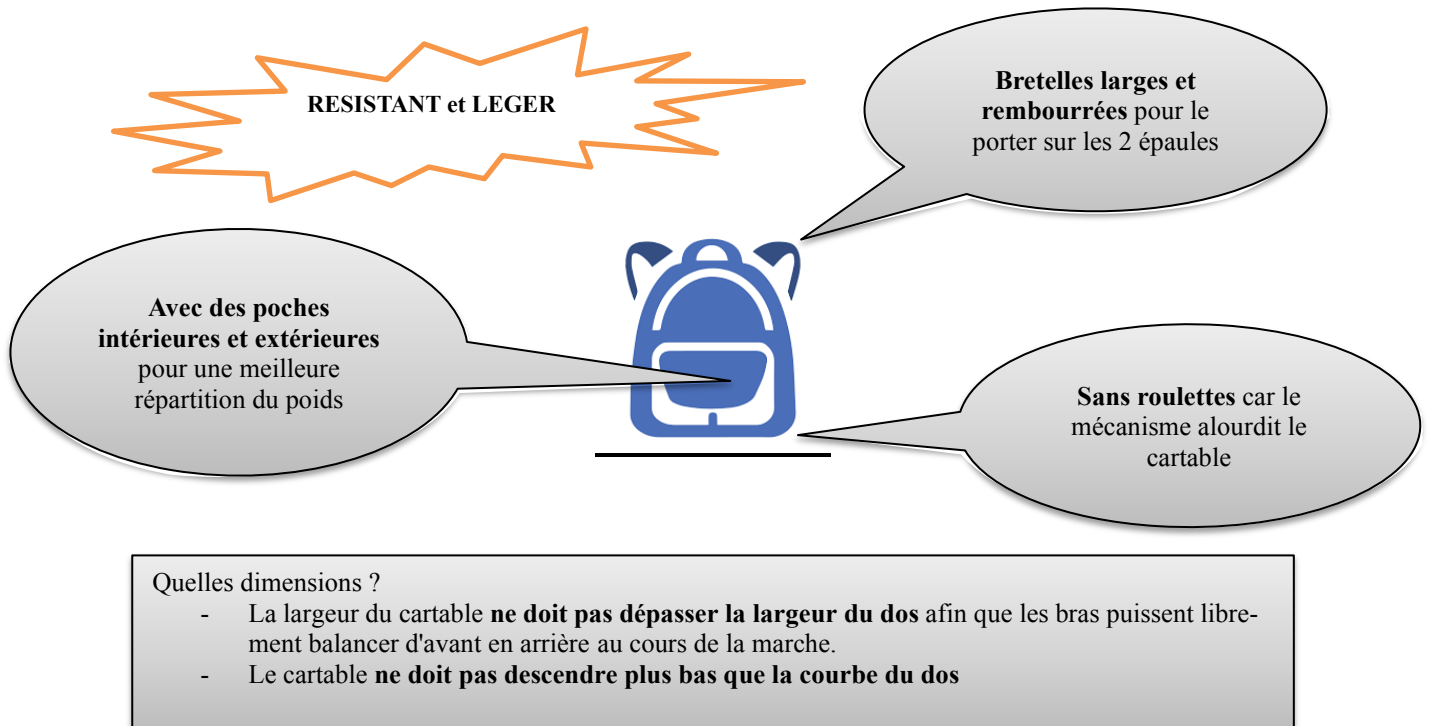 RESISTANT et LEGER
Bretelles larges et
rembourrées pour le
porter sur les 2 épaules
Avec des poches
intérieures et extérieures
pour une meilleure
répartition du poids
Sans roulettes car le
mécanisme alourdit le
cartable
Quelles dimensions ?
- La largeur du cartable ne doit pas dépasser la largeur du dos afin que les bras puissent libre-
ment balancer d'avant en arrière au cours de la marche.
- Le cartable ne doit pas descendre plus bas que la courbe du dos